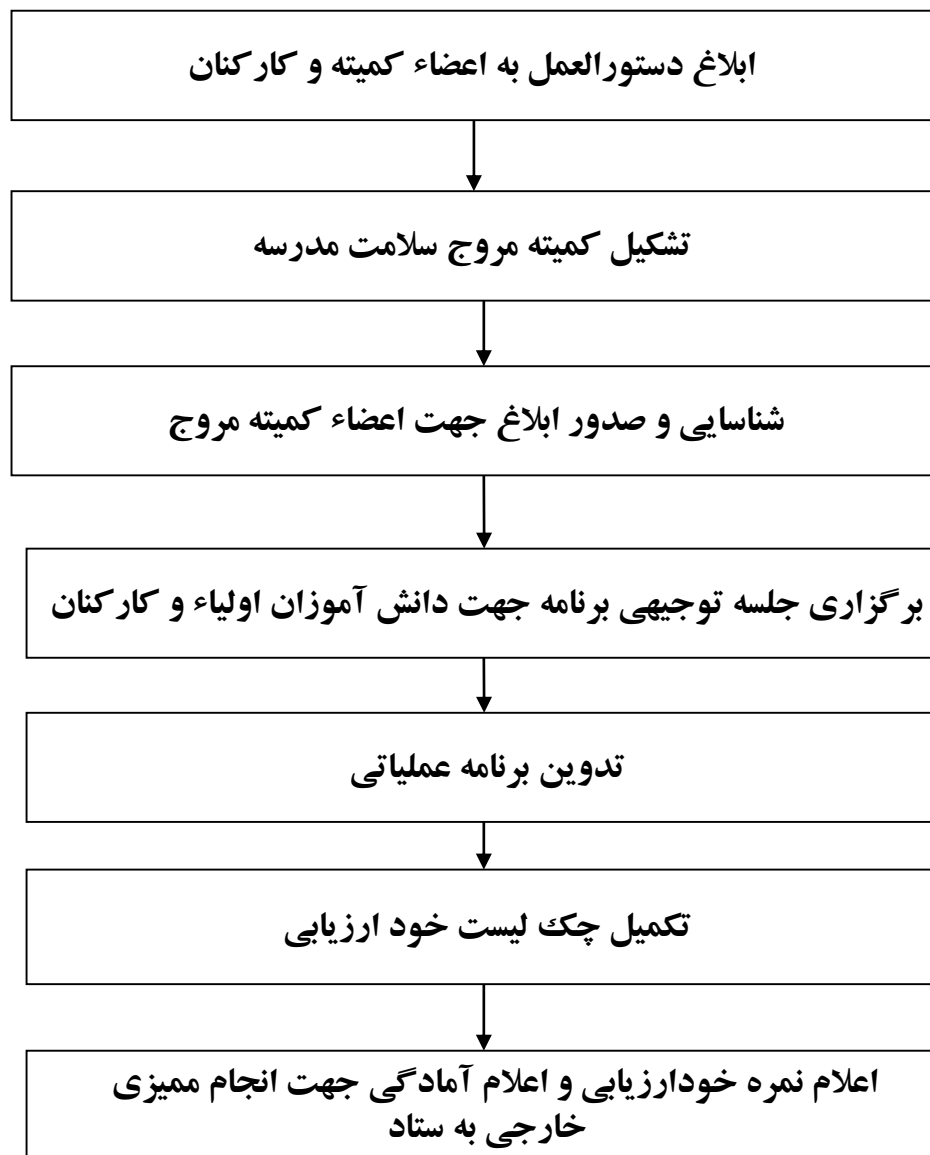 ابلاغ دستورالعمل به اعضاء کمیته و کارکنان
تشکیل کمیته مروج سلامت مدرسه
شناسایی و صدور ابلاغ جهت اعضاء کمیته مروج
برگزاری جلسه توجیهی برنامه جهت دانش آموزان اولیاء و کارکنان
تدوین برنامه عملیاتی
تکمیل چک لیست خود ارزیابی
اعلام نمره خودارزیابی و اعلام آمادگی جهت انجام ممیزی
خارجی به ستاد